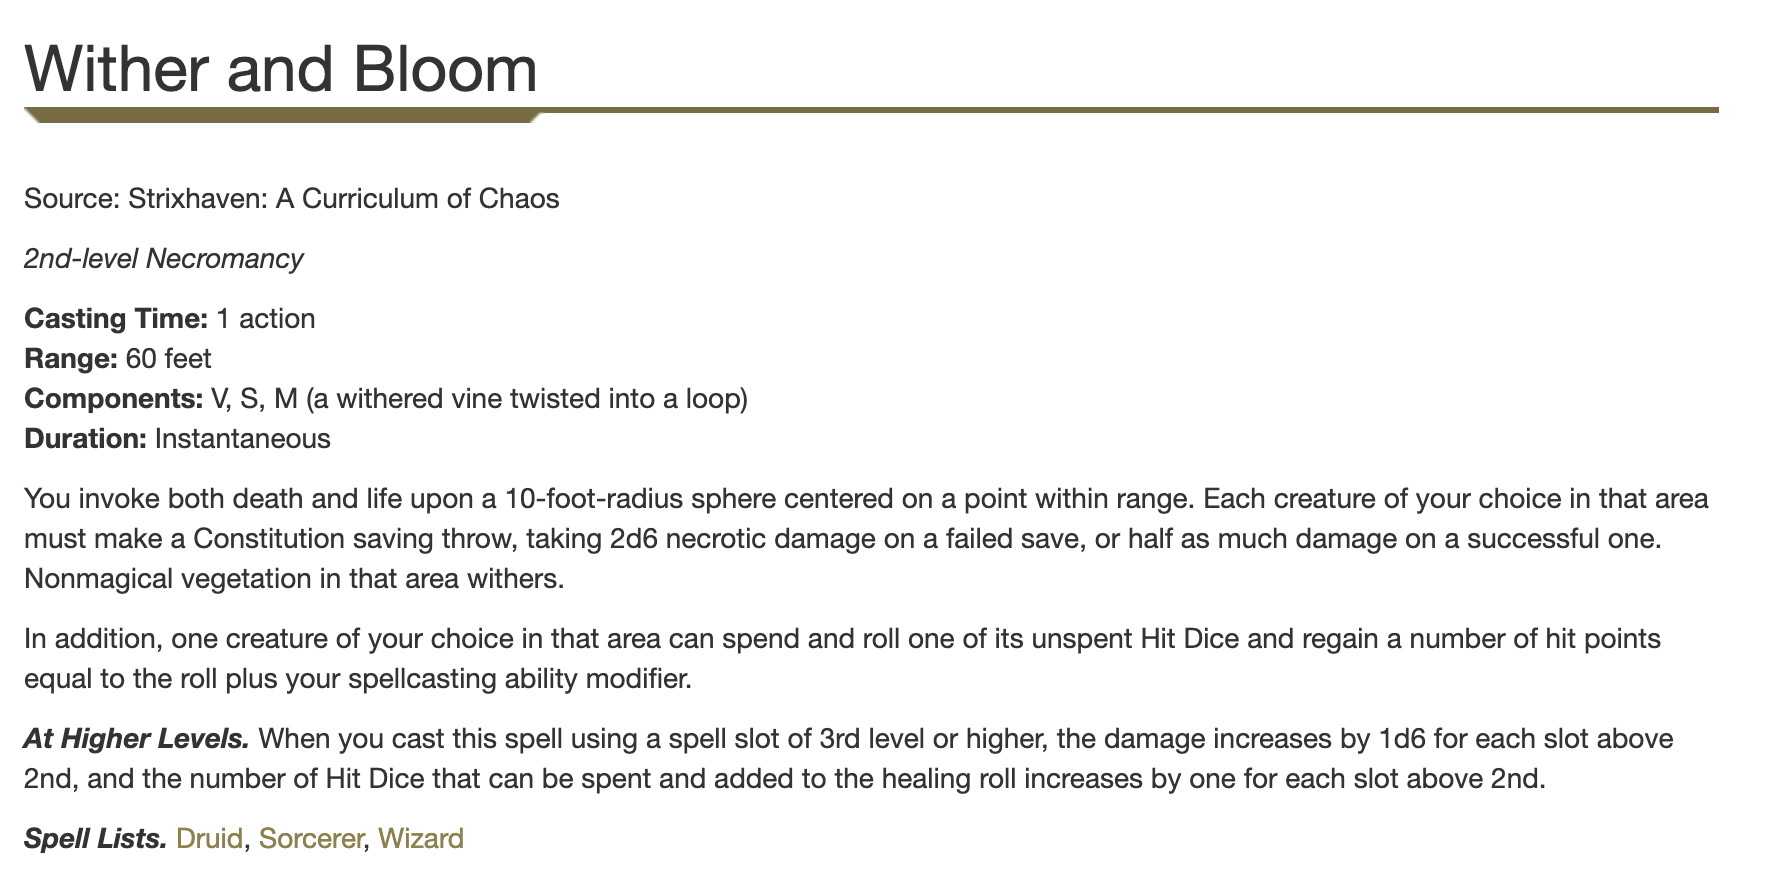 Wither and Bloom
Source: Strixhaven: A Curriculum of Chaos
2nd-level Necromancy
Casting Time: 1 action
Range: 60 feet
Components: V, S, M (a withered vine twisted into a loop)
Duration: Instantaneous
You invoke both death and life upon a 10-foot-radius sphere centered on a point within range. Each creature of your choice in that area
must make a Constitution saving throw, taking 2d6 necrotic damage on a failed save, or half as much damage on a successful one.
Nonmagical vegetation in that area withers.
In addition, one creature of your choice in that area can spend and roll one of its unspent Hit Dice and regain a number of hit points
equal to the roll plus your spellcasting ability modifier.
At Higher Levels. When you cast this spell using a spell slot of 3rd level or higher, the damage increases by 1d6 for each slot above
2nd, and the number of Hit Dice that can be spent and added to the healing roll increases by one for each slot above 2nd.
Spell Lists. Druid, Sorcerer, Wizard